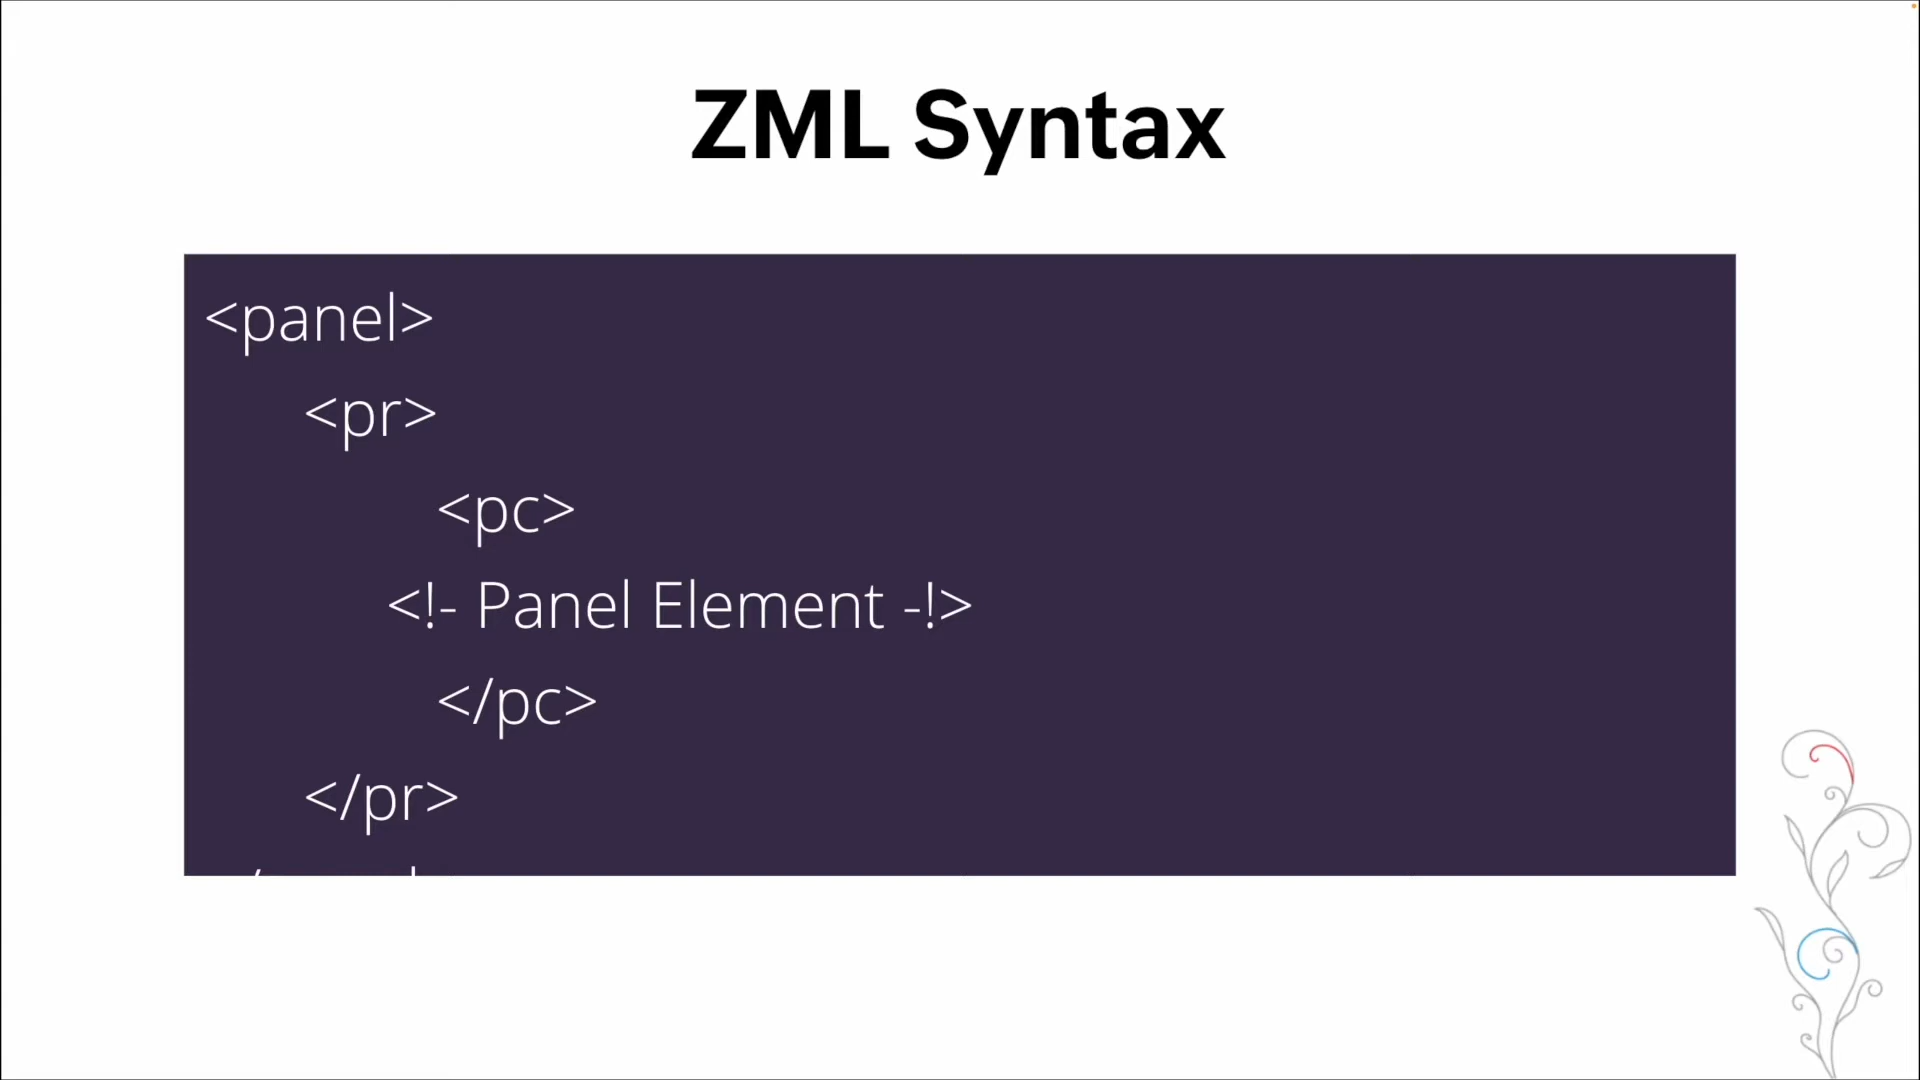 ZML Syntax
<panel>
<pr>
<pc>
<!- Panel Element -!>
</pc>
</pr>